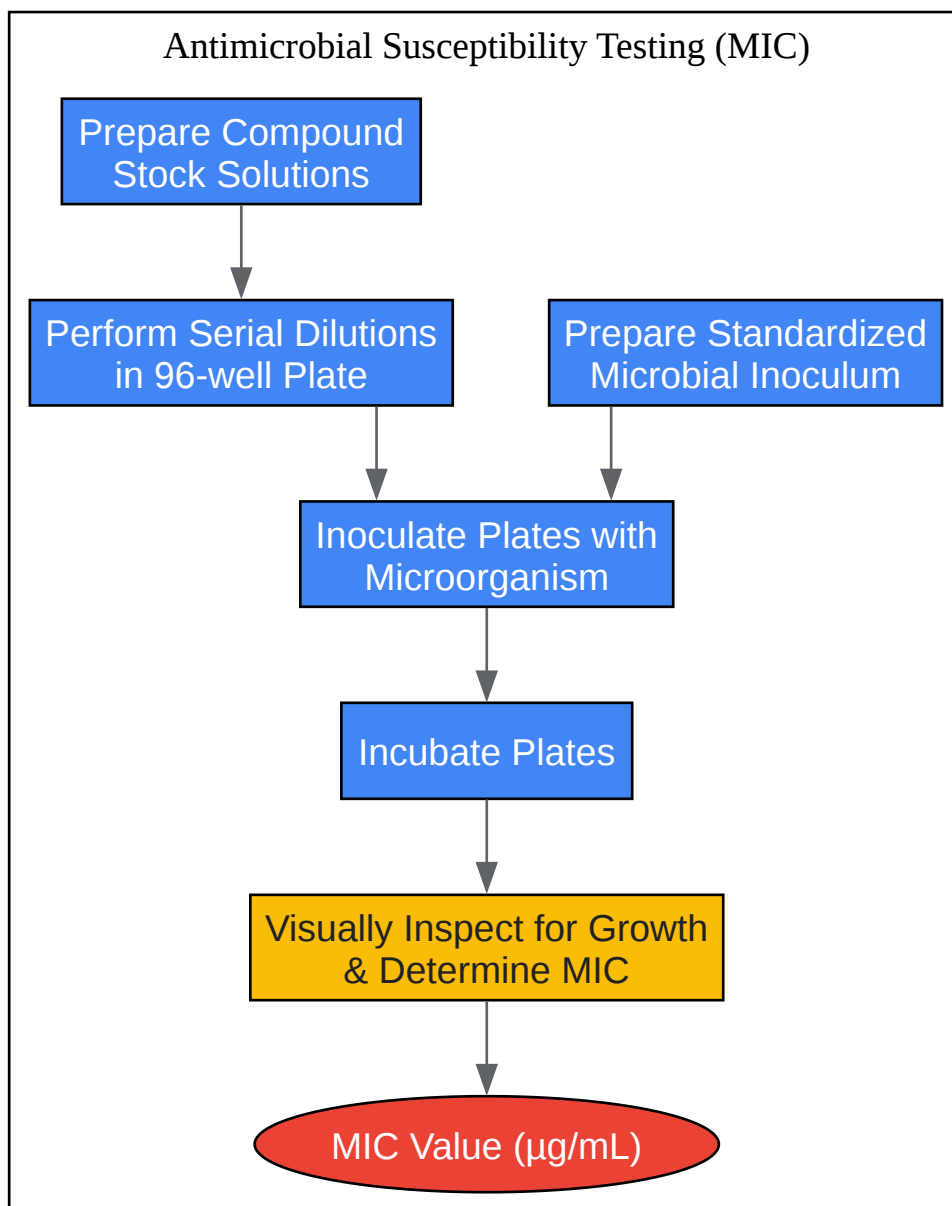 Antimicrobial Susceptibility Testing (MIC)
Prepare Compound
Stock Solutions
Perform Serial Dilutions
in 96-well Plate
Prepare Standardized
Microbial Inoculum
Inoculate Plates with
Microorganism
Incubate Plates
Visually Inspect for Growth
& Determine MIC
MIC Value (µg/mL)